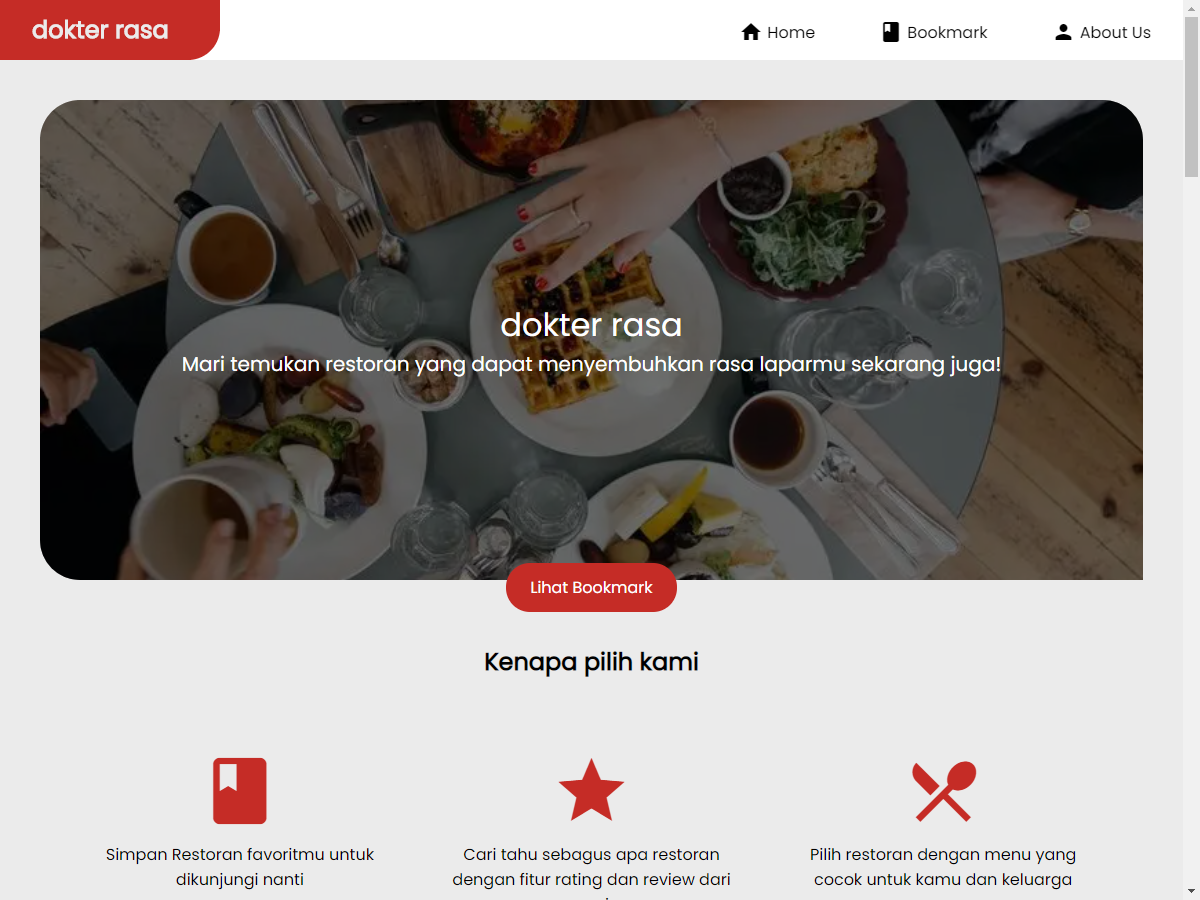 dokter rasa
Home
Bookmark
About Us
dokter rasa
Mari temukan restoran yang dapat menyembuhkan rasa laparmu sekarang juga!
Lihat Bookmark
Kenapa pilih kami
Simpan Restoran favoritmu untuk
dikunjungi nanti
Cari tahu sebagus apa restoran
dengan fitur rating dan review dari
Pilih restoran dengan menu yang
cocok untuk kamu dan keluarga